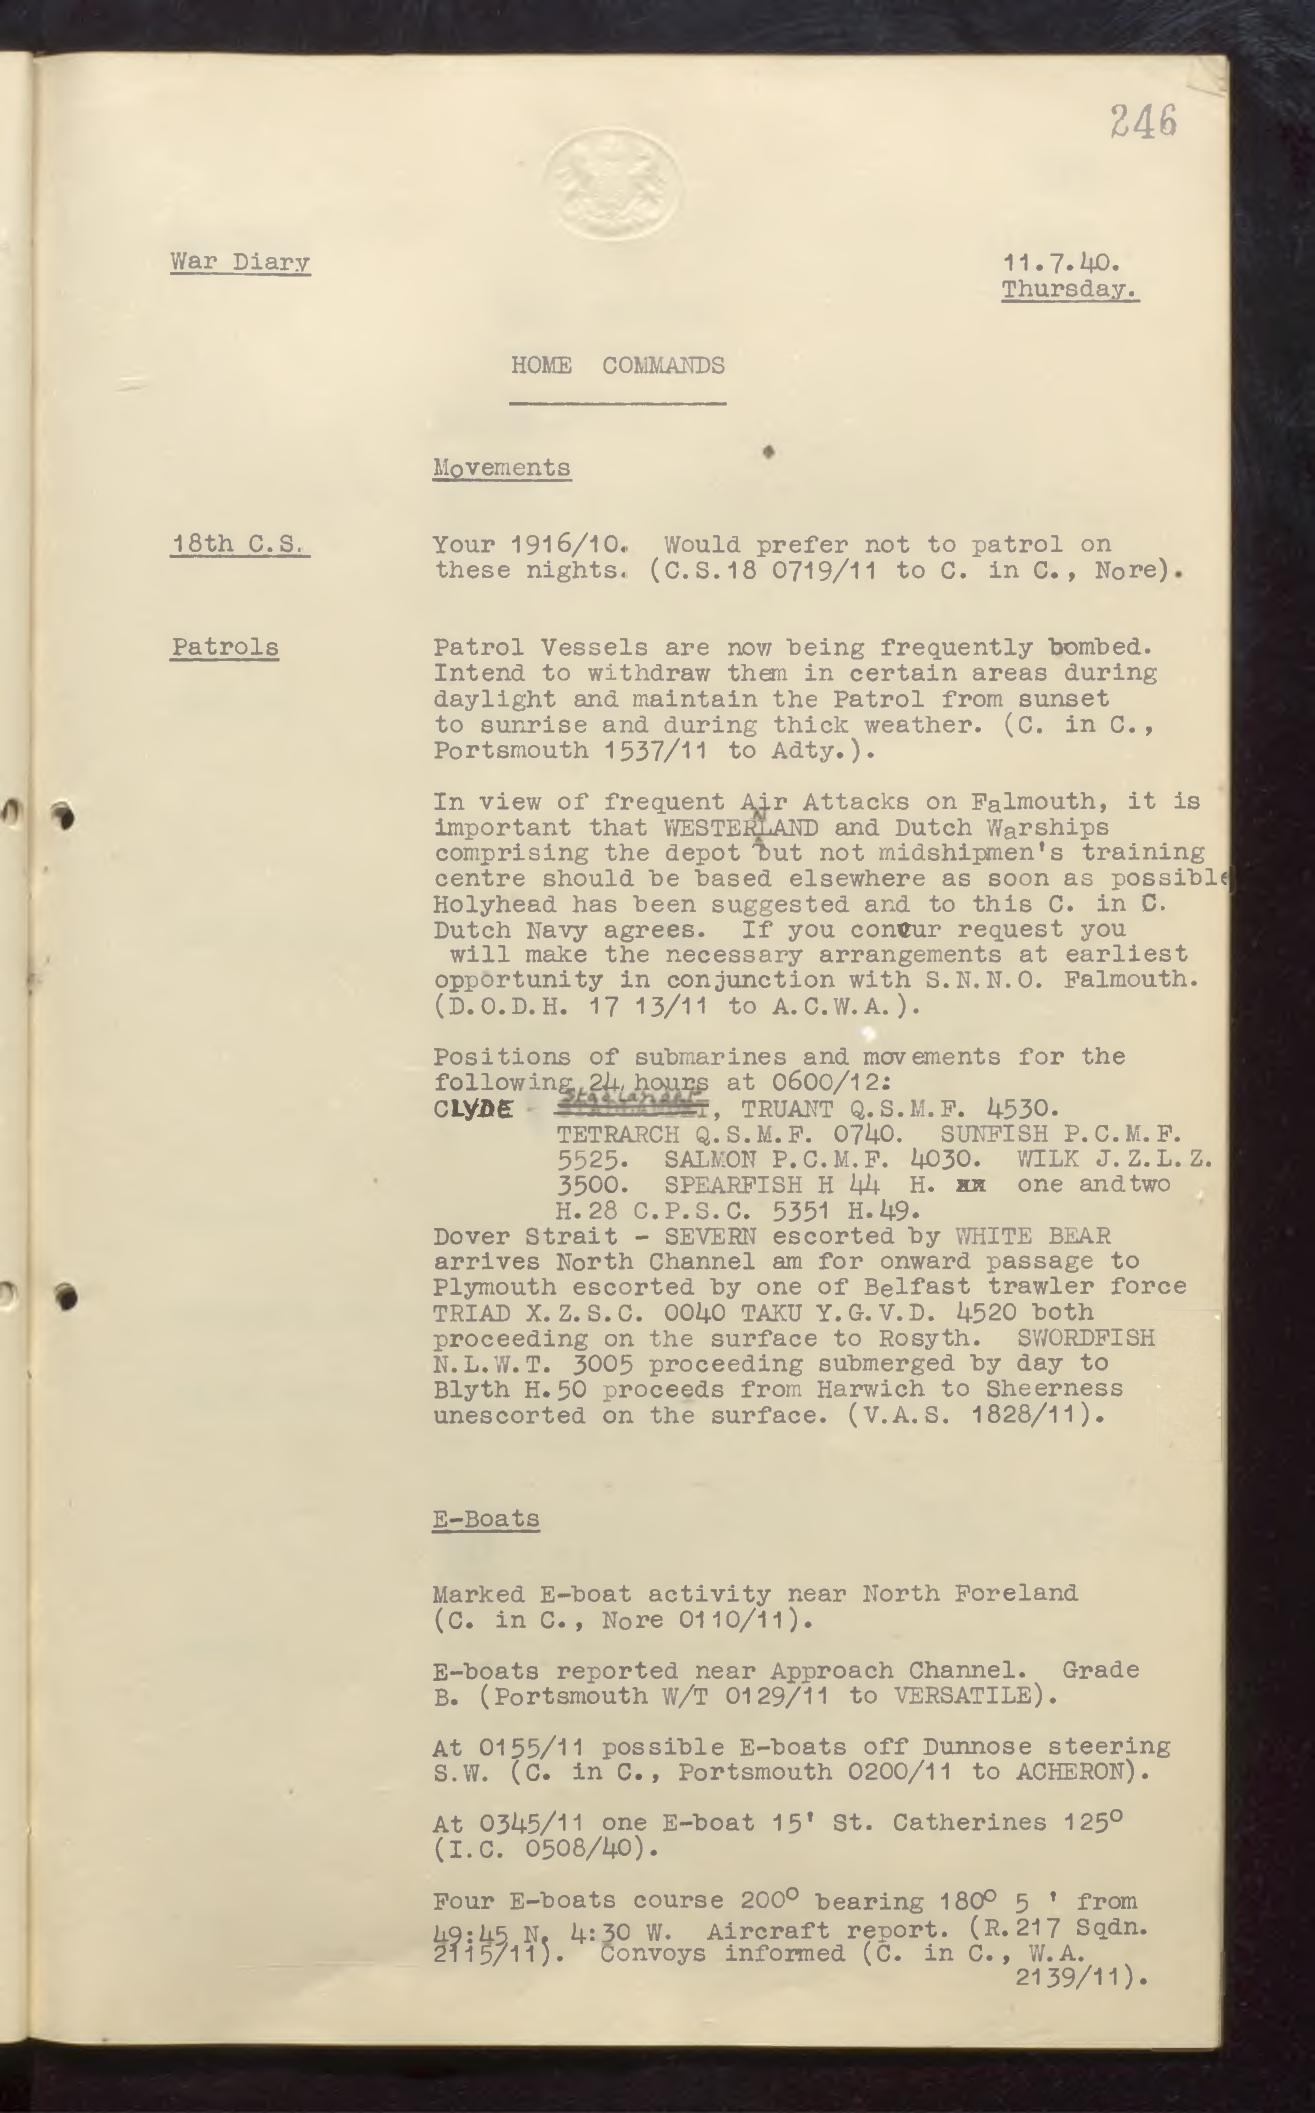 246
War Diary
11.7.40.
Thursday.
HOME COMMANDS
Movements
18th C.S.
Your 1916/10. Would prefer not to patrol on
these nights. (C.S.18 0719/11 to C. in C., Nore).
Patrols
Patrol Vessels are now being frequently bombed.
Intend to withdraw them in certain areas during
daylight and maintain the Patrol from sunset
to sunrise and during thick weather. (C. in C.,
Portsmouth 1537/11 to Adty.).
In view of frequent Air Attacks on Falmouth, it is
important that WESTERLAND and Dutch Warships
comprising the depot but not midshipmen's training
centre should be based elsewhere as soon as possible
Holyhead has been suggested and to this C. in C.
Dutch Navy agrees. If you concur request you
will make the necessary arrangements at earliest
opportunity in conjunction with S.N.N.O. Falmouth.
(D.O.D.H. 17 13/11 to A.C.W.A.).
Positions of submarines and movements for the
following 24 hours at 0600/12:
CLYDE - Stadlandet, TRUANT Q.S.M.F. 4530.
TETRARCH Q.S.M.F. 0740. SUNFISH P.C.M.F.
5525. SALMON P.C.M.F. 4030. WILK J.Z.L.Z.
3500. SPEARFISH H 44 H. one and two
H.28 C.P.S.C. 5351 H.49.
Dover Strait - SEVERN escorted by WHITE BEAR
arrives North Channel am for onward passage to
Plymouth escorted by one of Belfast trawler force
TRIAD X.Z.S.C. 0040 TAKU Y.G.V.D. 4520 both
proceeding on the surface to Rosyth. SWORDFISH
N.L.W.T. 3005 proceeding submerged by day to
Blyth H.50 proceeds from Harwich to Sheerness
unescorted on the surface. (V.A.S. 1828/11).
E-Boats
Marked E-boat activity near North Foreland
(C. in C., Nore 0110/11).
E-boats reported near Approach Channel. Grade
B. (Portsmouth W/T 0129/11 to VERSATILE).
At 0155/11 possible E-boats off Dunnose steering
S.W. (C. in C., Portsmouth 0200/11 to ACHERON).
At 0345/11 one E-boat 15' St. Catherines 125°
(I.C. 0508/40).
Four E-boats course 200° bearing 180° 5 ' from
49:45 N. 4:30 W. Aircraft report. (R.217 Sqdn.
2115/11). Convoys informed (C. in C., W.A.
2139/11).